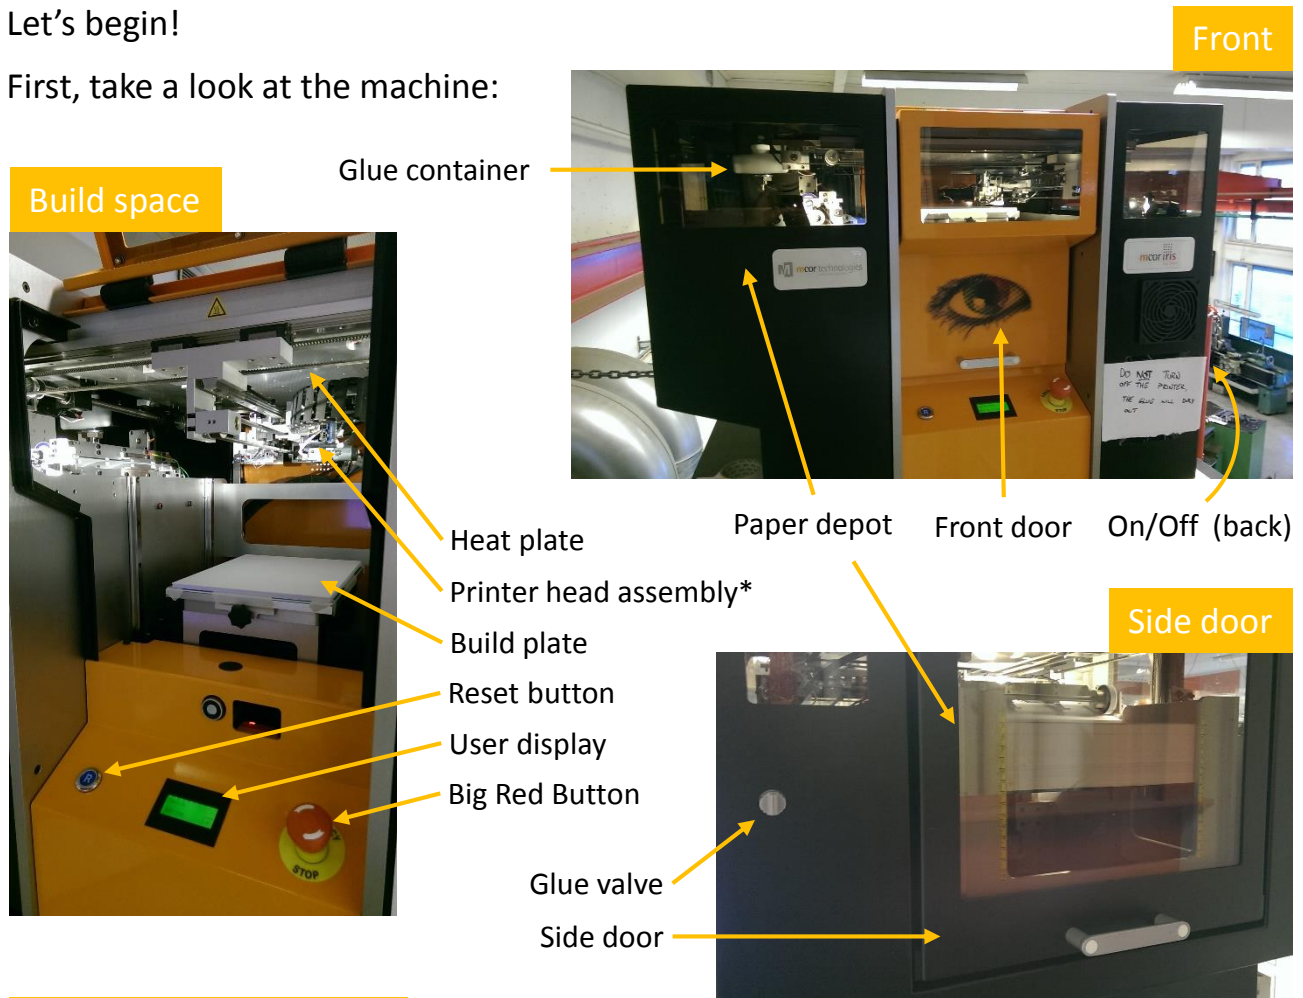 Let's begin!
Front
First, take a look at the machine:
Glue container
Build space
mcor technologies
mcor iris
DO NOT TURN
OFF THE PRINTER,
THE GLUE WILL DRY
OUT
Paper depot
Front door
On/Off (back)
Heat plate
Printer head assembly*
Build plate
Side door
Reset button
User display
Big Red Button
R
STOP
Glue valve
Side door